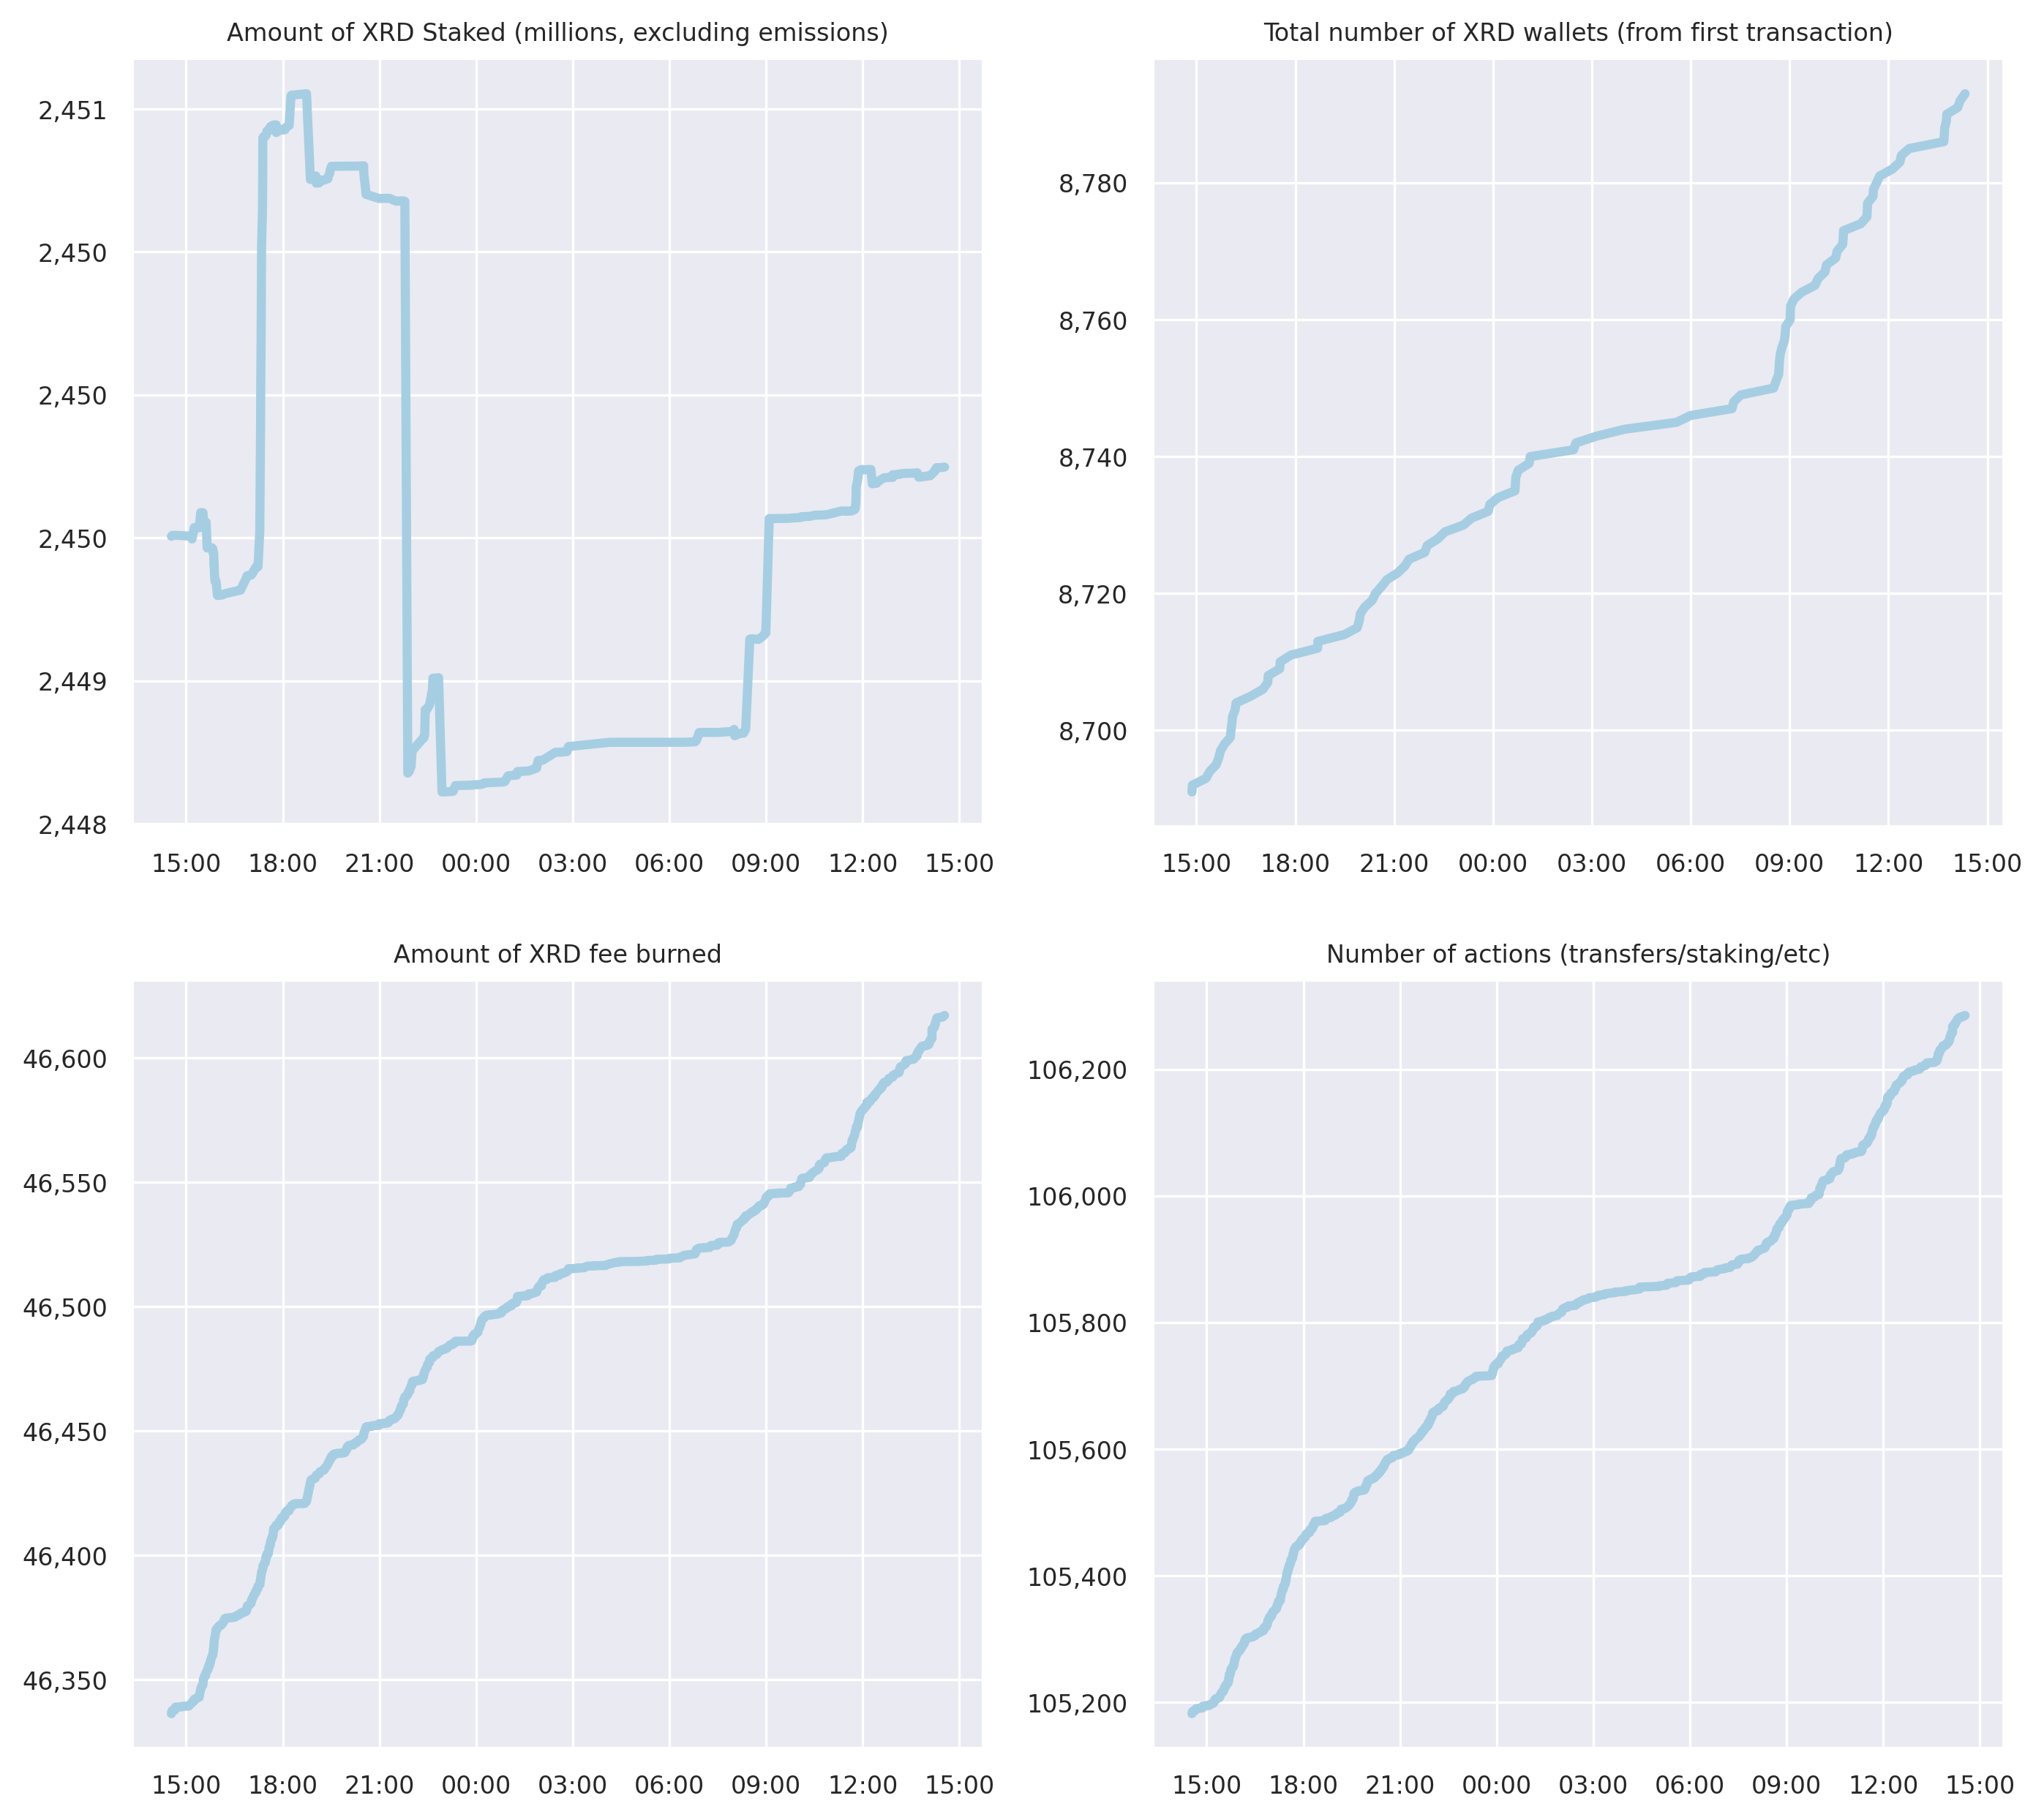 Amount of XRD Staked (millions, excluding emissions)
2,451
2,450
2,450
2,450
2,449
2,448
15:00 18:00 21:00 00:00 03:00 06:00 09:00 12:00 15:00
Total number of XRD wallets (from first transaction)
8,780
8,760
8,740
8,720
8,700
15:00 18:00 21:00 00:00 03:00 06:00 09:00 12:00 15:00
Amount of XRD fee burned
46,600
46,550
46,500
46,450
46,400
46,350
15:00 18:00 21:00 00:00 03:00 06:00 09:00 12:00 15:00
Number of actions (transfers/staking/etc)
106,200
106,000
105,800
105,600
105,400
105,200
15:00 18:00 21:00 00:00 03:00 06:00 09:00 12:00 15:00